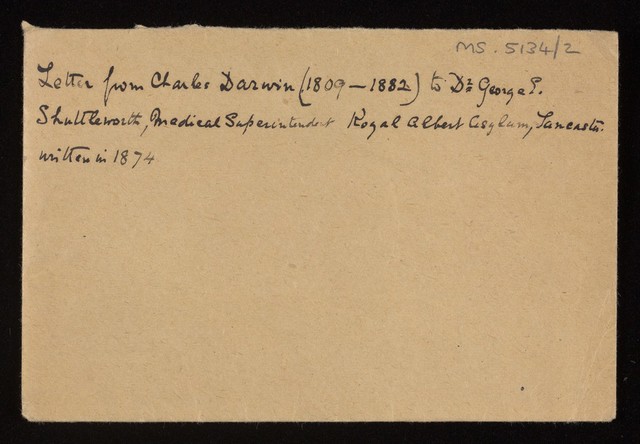 MS. 5134/2
Letter from Charles Darwin (1809–1882) to Dr George E.
Shuttleworth, Medical Superintendent Royal Albert Asylum, Lancaster.
written in 1874